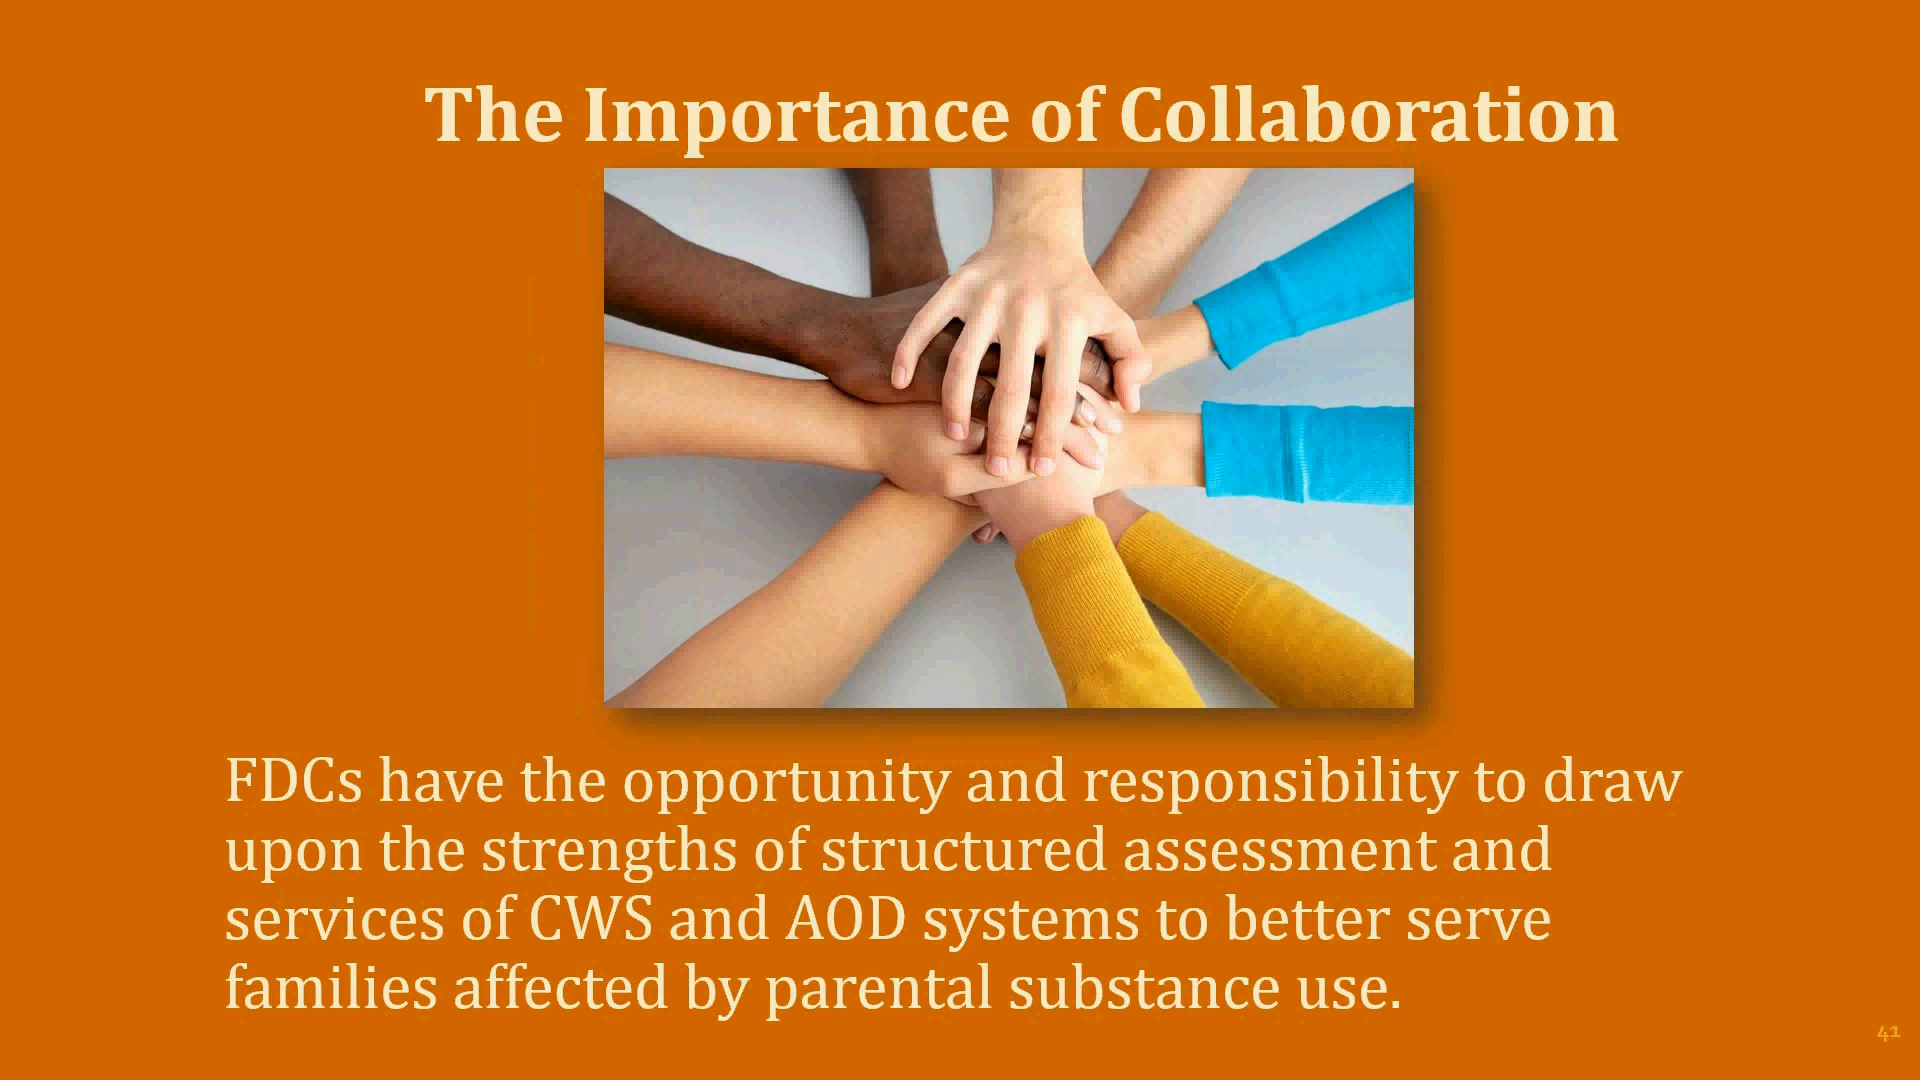 The Importance of Collaboration
FDCs have the opportunity and responsibility to draw
upon the strengths of structured assessment and
services of CWS and AOD systems to better serve
families affected by parental substance use.
41